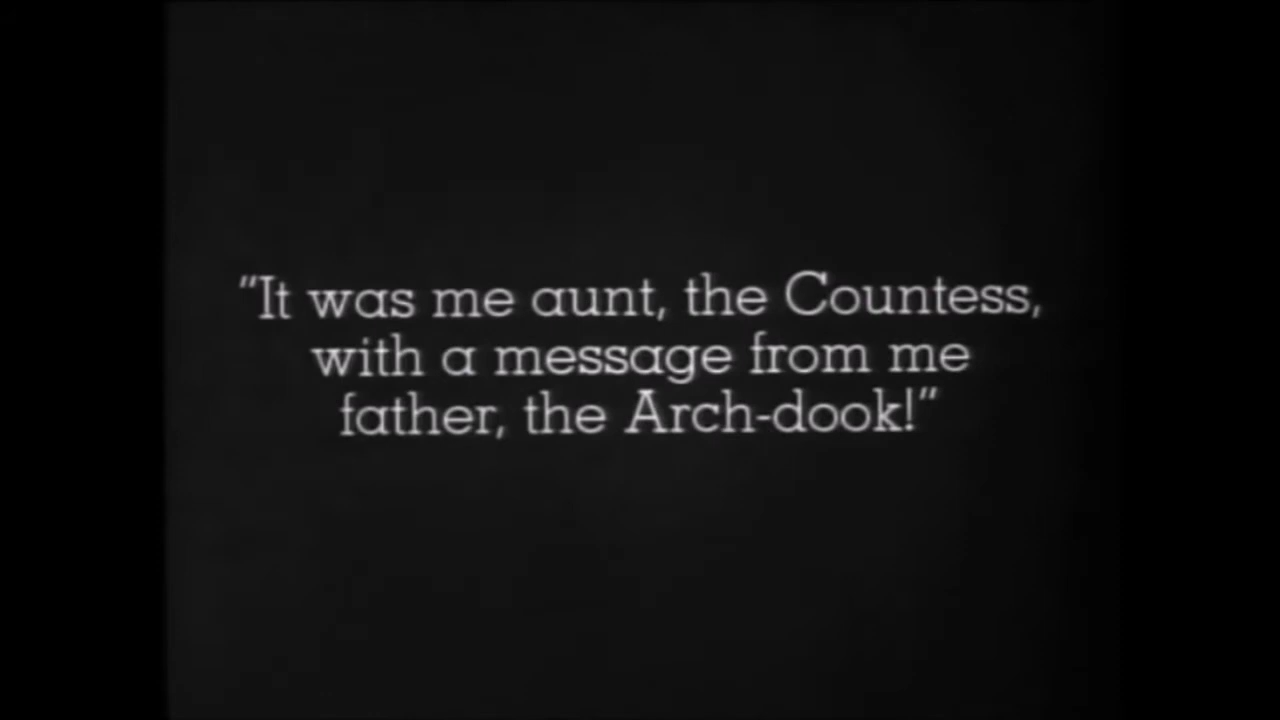 "It was me aunt, the Countess,
with a message from me
father, the Arch-dook!"